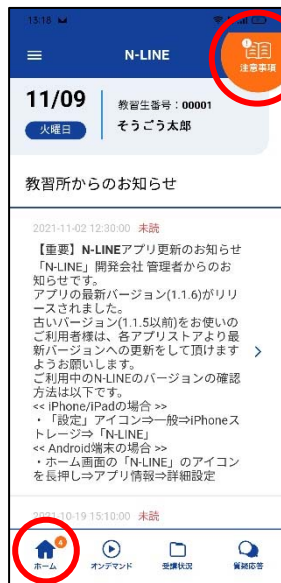 13:18
N-LINE
注意事項
11/09
火曜日
教習生番号：00001
そうごう太郎
教習所からのお知らせ
2021-11-02 12:30:00 未読
【重要】N-LINEアプリ更新のお知らせ
「N-LINE」開発会社 管理者からのお
知らせです。
アプリの最新バージョン(1.1.6)がリリ
ースされました。
古いバージョン(1.1.5以前)をお使いの
ご利用者様は、各アプリストアより最
新バージョンへの更新をして頂けます
ようお願いします。
ご利用中のN-LINEのバージョンの確認
方法は以下です。
<< iPhone/iPadの場合 >>
・「設定」アイコン⇒一般⇒iPhoneス
トレージ⇒「N-LINE」
<< Android端末の場合 >>
・ホーム画面の「N-LINE」のアイコン
を長押し⇒アプリ情報⇒詳細設定
2021-10-19 15:10:00 未読
4
ホーム
オンデマンド
受講状況
質疑応答